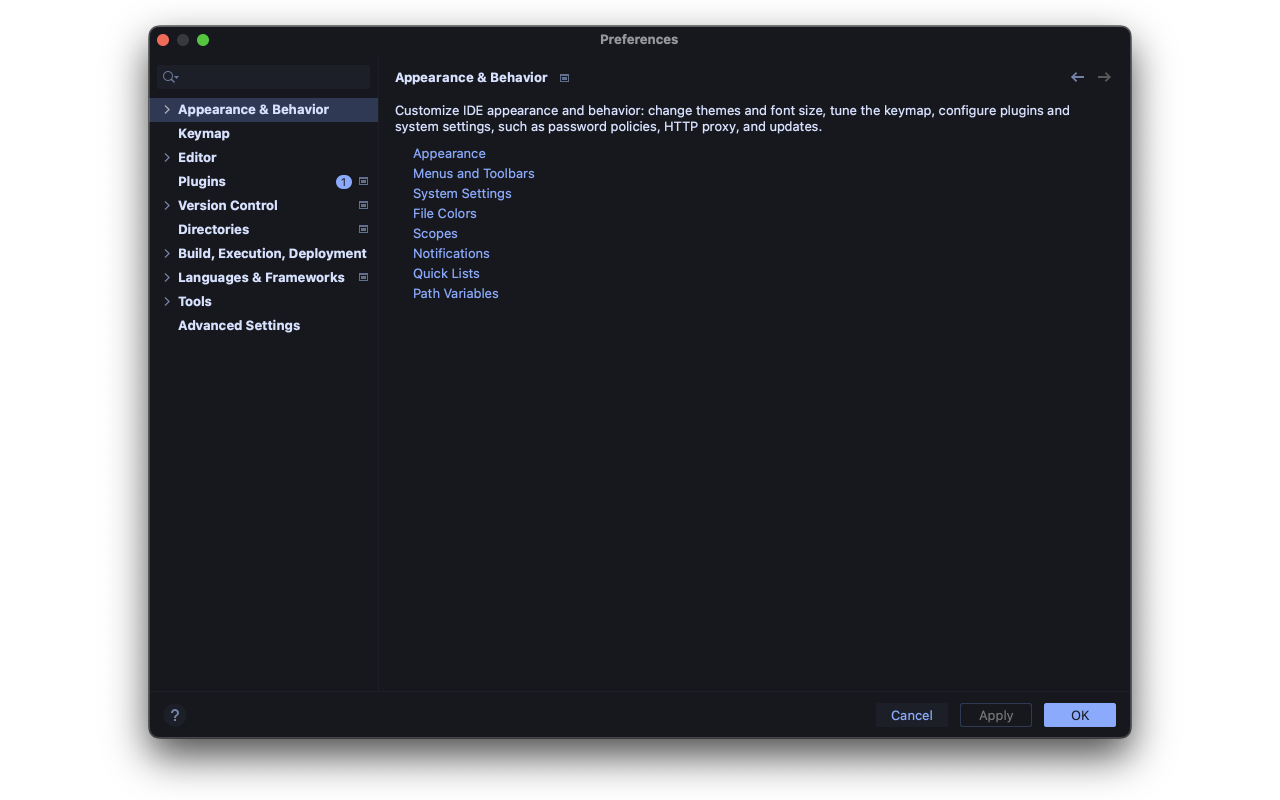 Preferences
Appearance & Behavior
Keymap
Editor
Plugins 1
Version Control
Directories
Build, Execution, Deployment
Languages & Frameworks
Tools
Advanced Settings
Appearance & Behavior
Customize IDE appearance and behavior: change themes and font size, tune the keymap, configure plugins and
system settings, such as password policies, HTTP proxy, and updates.
Appearance
Menus and Toolbars
System Settings
File Colors
Scopes
Notifications
Quick Lists
Path Variables
?
Cancel
Apply
OK